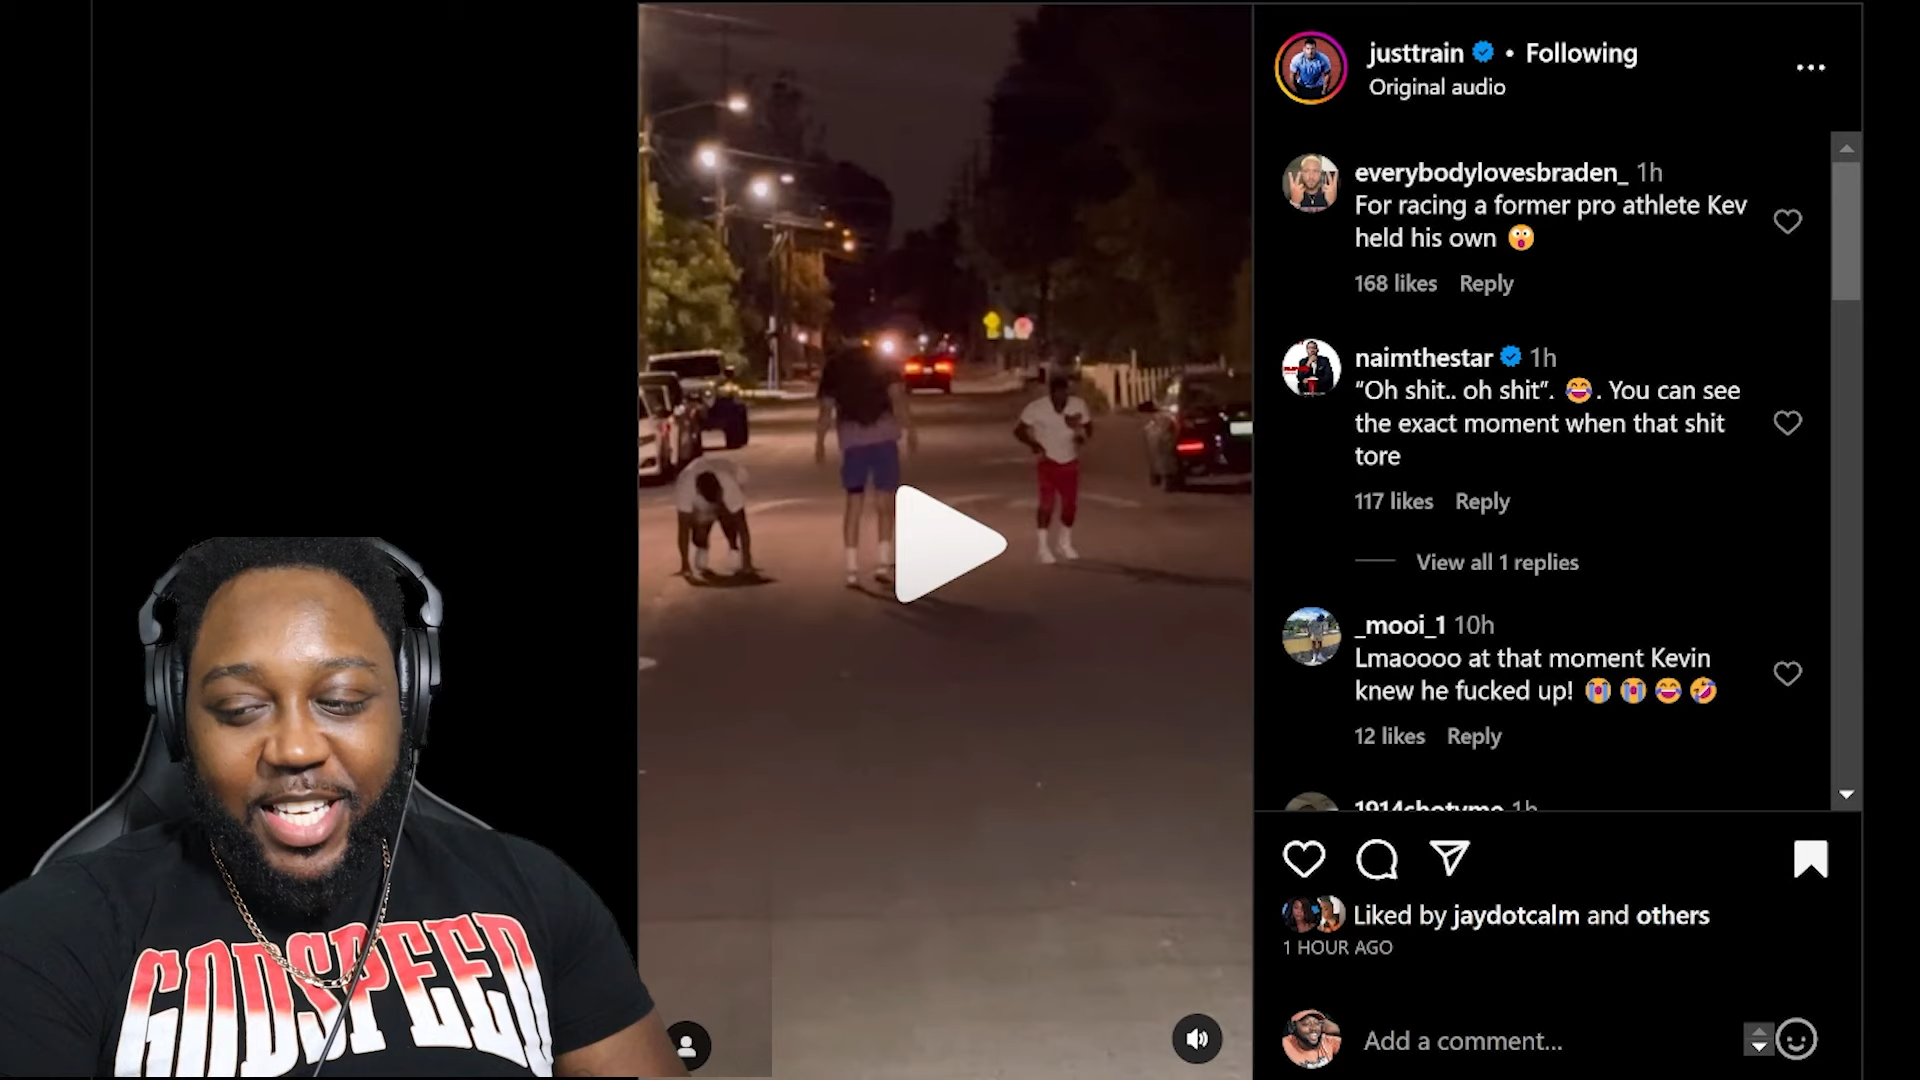 justtrain • Following
Original audio
everybodylovesbraden_ 1h
For racing a former pro athlete Kev
held his own 😲
168 likes Reply
naimthestar 1h
“Oh shit.. oh shit”. 😂. You can see
the exact moment when that shit
tore
117 likes Reply
View all 1 replies
_mooi_1 10h
Lmaoooo at that moment Kevin
knew he fucked up! 😭😭😂🤣
12 likes Reply
Liked by jaydotcalm and others
1 HOUR AGO
Add a comment...
GODSPEED